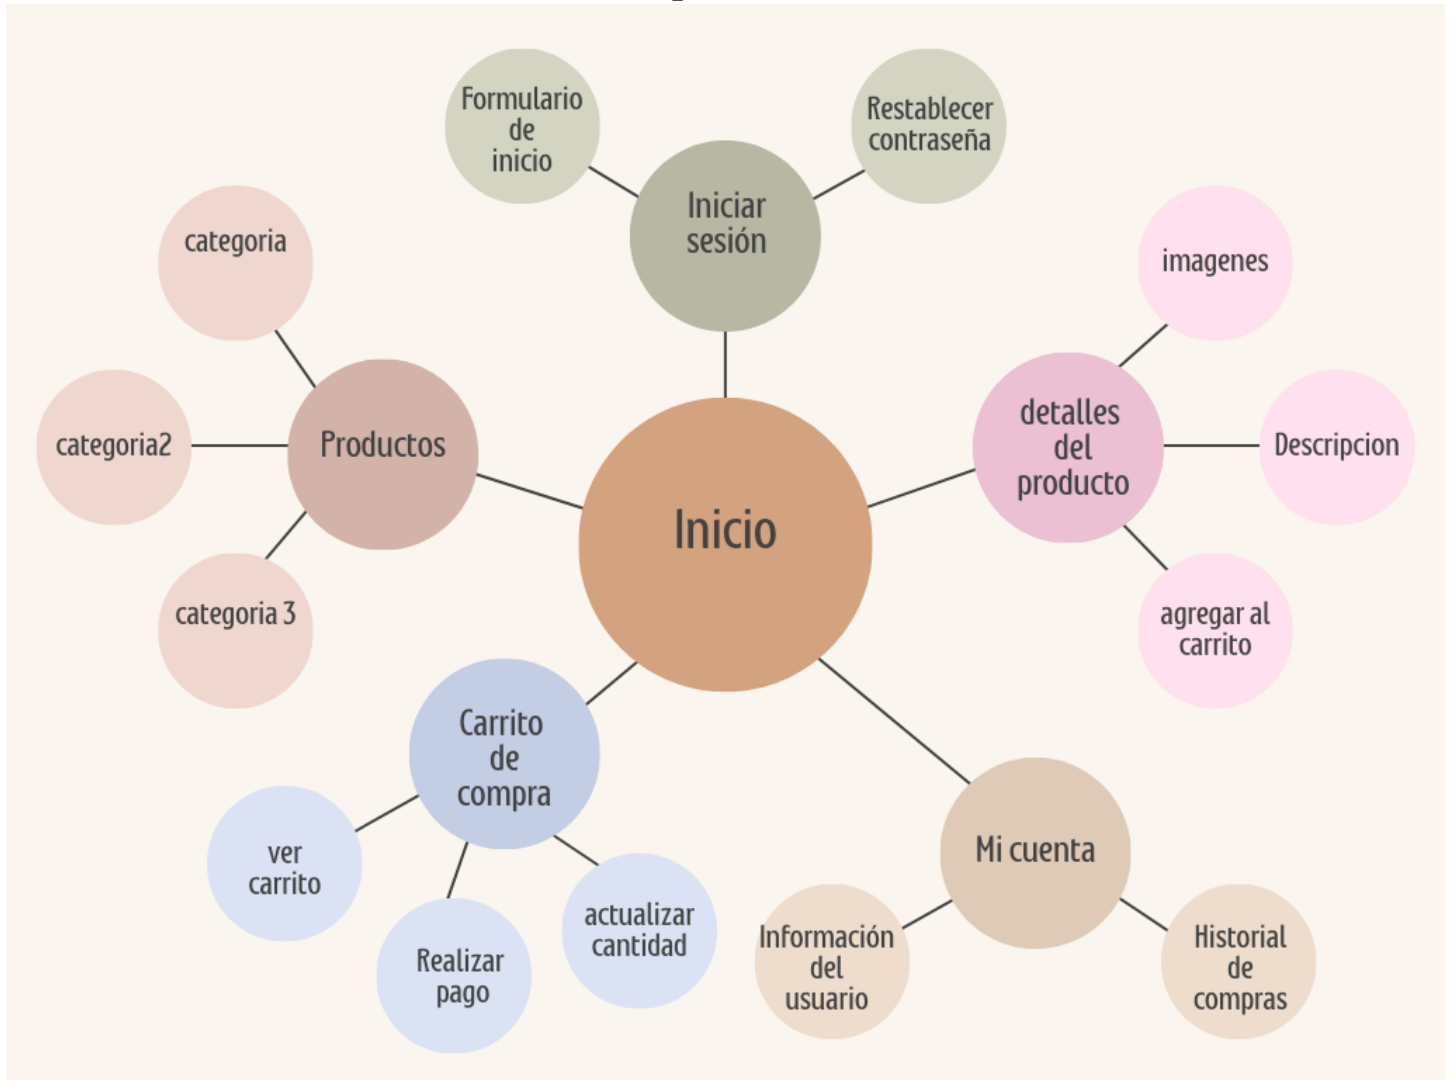 Formulario
de
inicio
Restablecer
contraseña
Iniciar
sesión
categoria
imagenes
categoria2
Productos
detalles
del
producto
Descripcion
Inicio
categoria 3
agregar al
carrito
Carrito
de
compra
ver
carrito
Realizar
pago
actualizar
cantidad
Mi cuenta
Información
del
usuario
Historial
de
compras